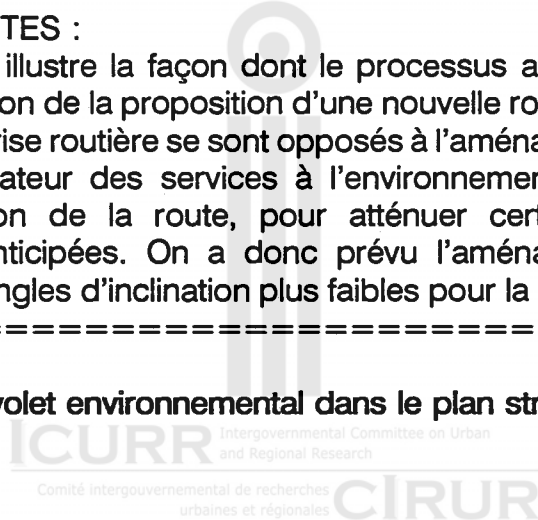 TES :
illustre la façon dont le processus a
on de la proposition d'une nouvelle ro
rise routière se sont opposés à l'aména
ateur des services à l'environnemen
on de la route, pour atténuer cert
nticipées. On a donc prévu l'aména
ngles d'inclination plus faibles pour la
=====================
volet environnemental dans le plan str
ICURR Intergovernmental Committee on Urban
and Regional Research
Comité intergouvernemental de recherches
urbaines et régionales CIRUR